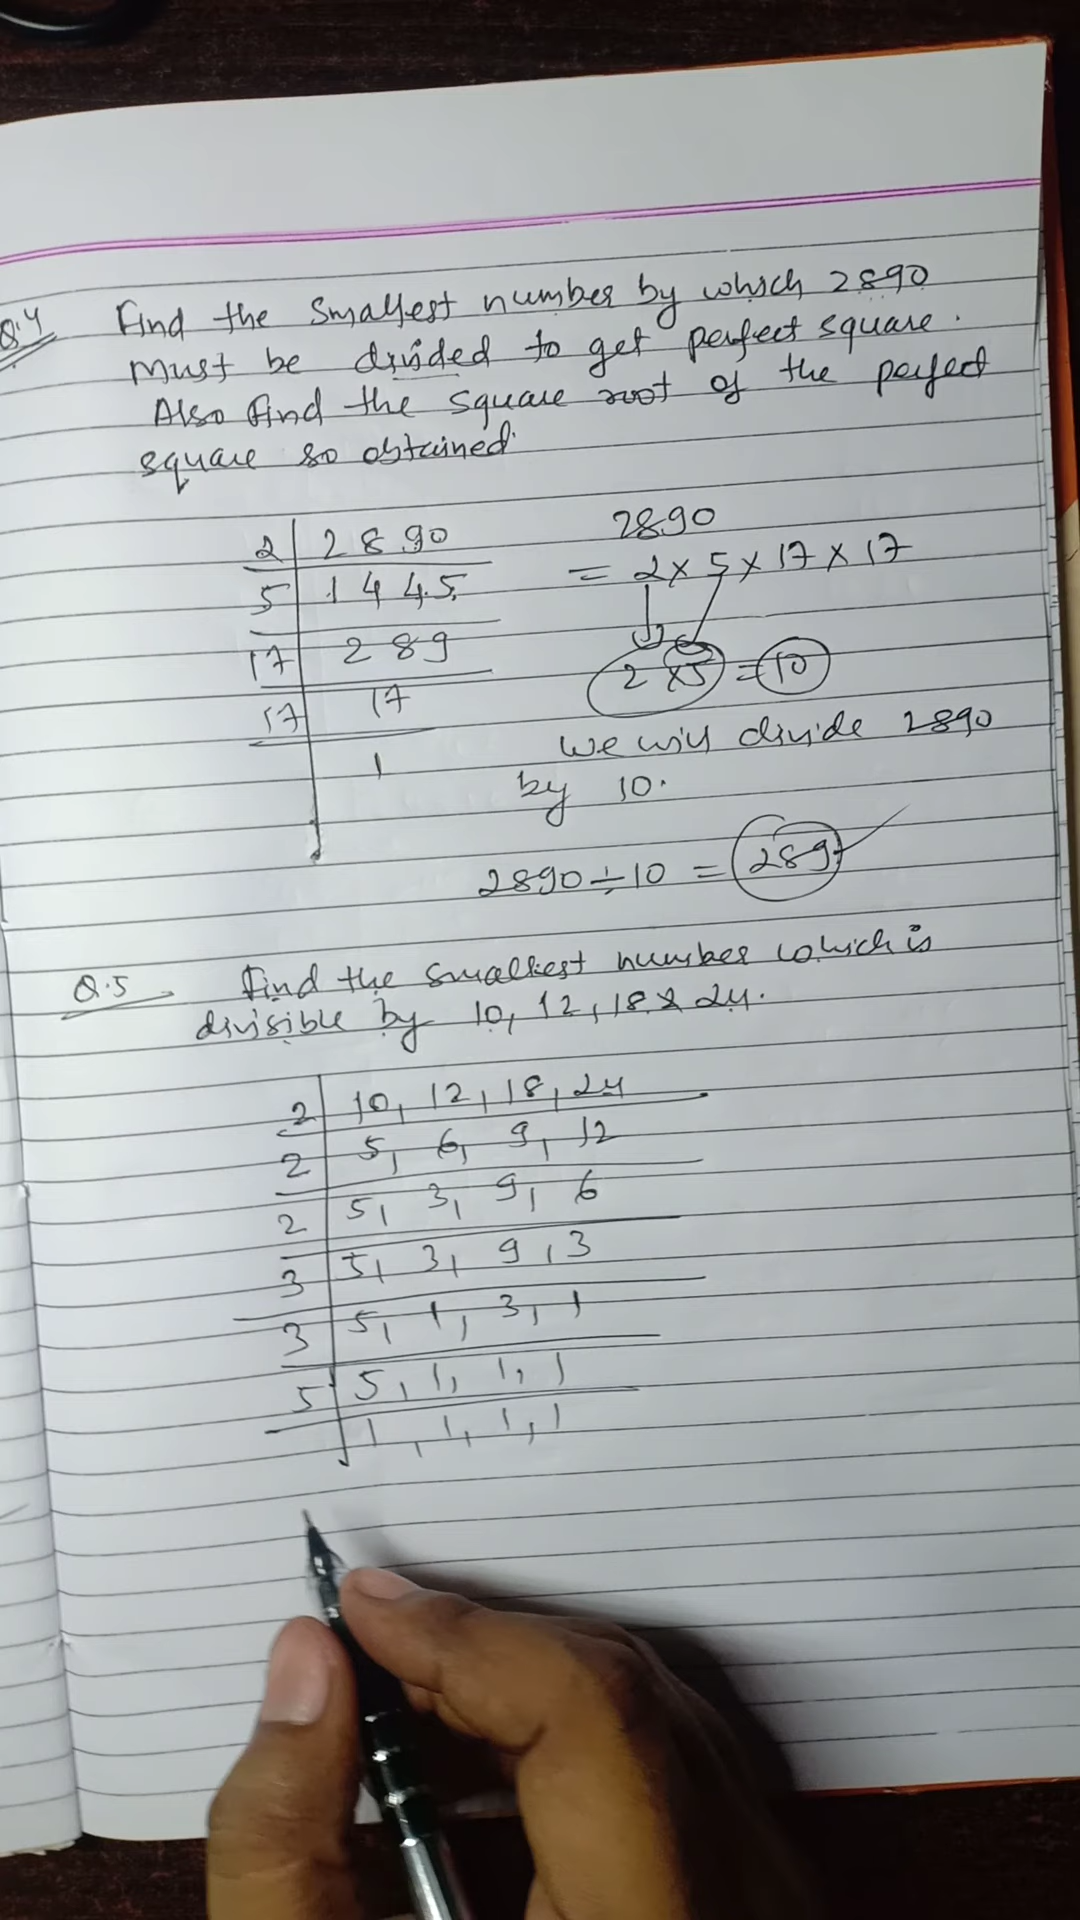 Q.4 Find the smallest number by which 2890
must be divided to get perfect square.
Also find the square root of the perfect
square so obtained.
2 | 2890
5 | 1445
17 | 289
17 | 17
1
2890
= 2 × 5 × 17 × 17
2 × 5 = 10
We will divide 2890
by 10.
2890 ÷ 10 = 289
Q.5 Find the smallest number which is
divisible by 10, 12, 18 & 24.
2 | 10, 12, 18, 24
2 | 5, 6, 9, 12
2 | 5, 3, 9, 6
3 | 5, 3, 9, 3
3 | 5, 1, 3, 1
5 | 5, 1, 1, 1
1, 1, 1, 1